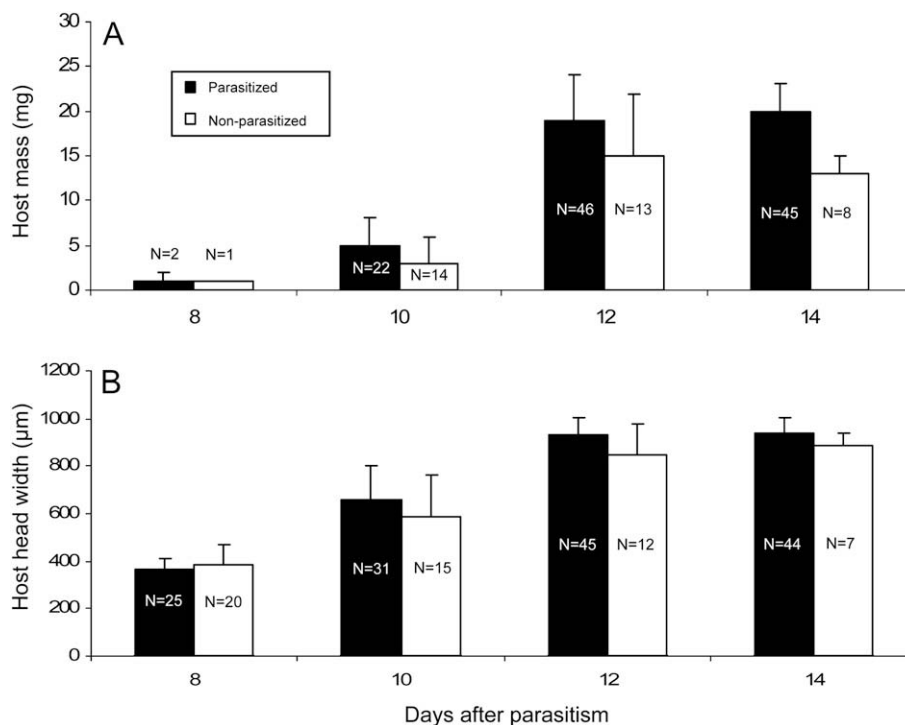 A
Host mass (mg)
30
25
20
15
10
5
0
Parasitized
Non-parasitized
N=2
N=1
N=22
N=14
N=46
N=13
N=45
N=8
8
10
12
14
B
Host head width (µm)
1200
1000
800
600
400
200
0
N=25
N=20
N=31
N=15
N=45
N=12
N=44
N=7
8
10
12
14
Days after parasitism